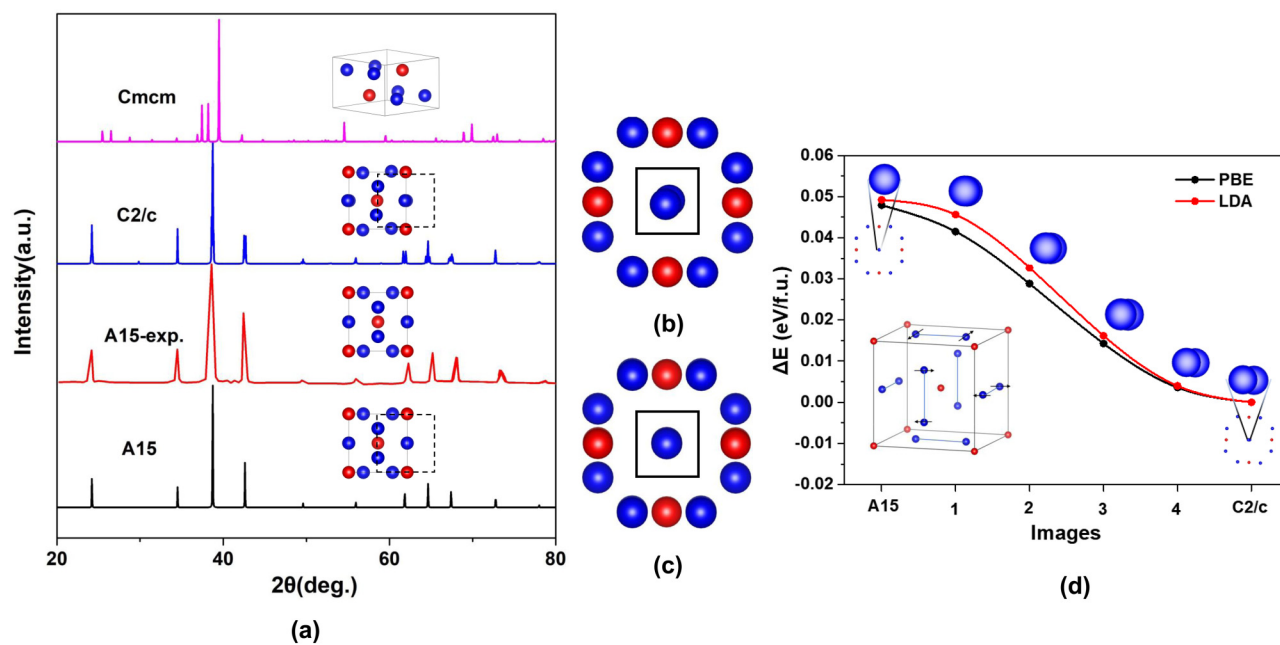 Intensity(a.u.)
Cmcm
C2/c
A15-exp.
A15
20
40
60
80
2θ(deg.)
(a)
(b)
(c)
ΔE (eV/f.u.)
0.06
0.05
0.04
0.03
0.02
0.01
0.00
-0.01
-0.02
PBE
LDA
A15
1
2
3
4
C2/c
Images
(d)